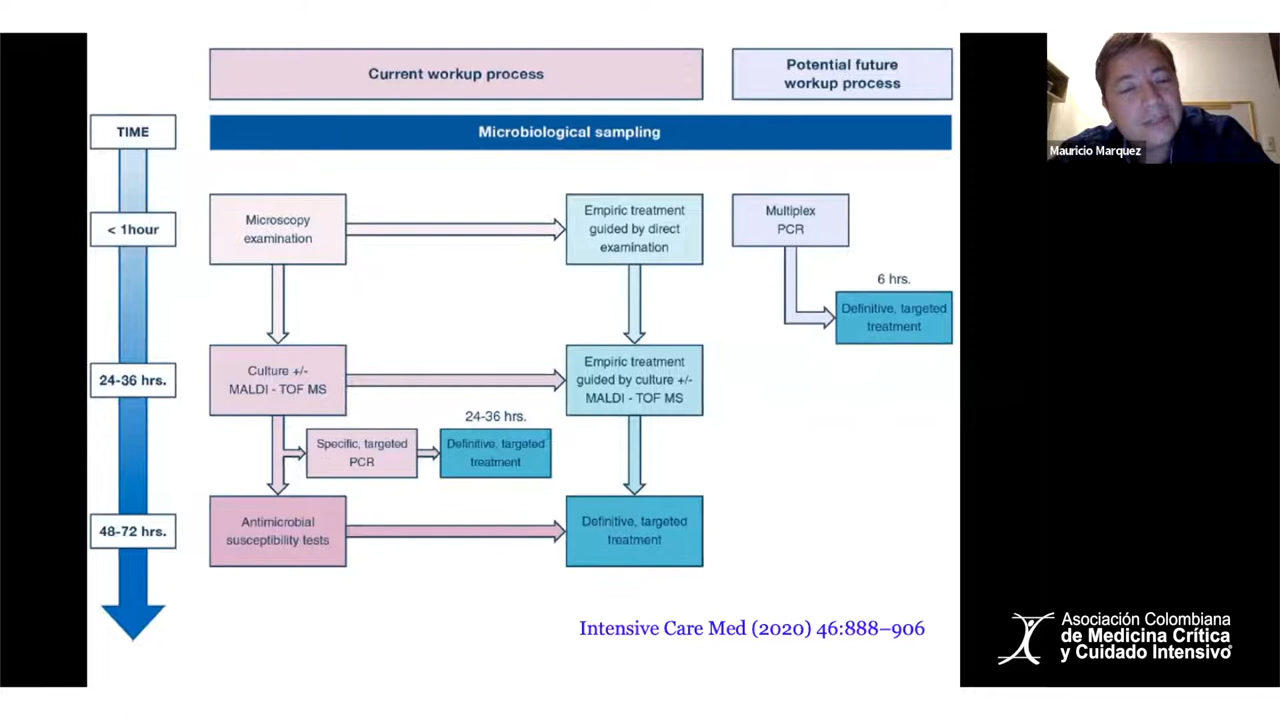 Current workup process
Potential future
workup process
TIME
Microbiological sampling
< 1hour
Microscopy
examination
Empiric treatment
guided by direct
examination
Multiplex
PCR
6 hrs.
Definitive, targeted
treatment
24-36 hrs.
Culture +/-
MALDI - TOF MS
Empiric treatment
guided by culture +/-
MALDI - TOF MS
24-36 hrs.
Specific, targeted
PCR
Definitive, targeted
treatment
48-72 hrs.
Antimicrobial
susceptibility tests
Definitive, targeted
treatment
Intensive Care Med (2020) 46:888–906
Mauricio Marquez
Asociación Colombiana
de Medicina Crítica
y Cuidado Intensivo®